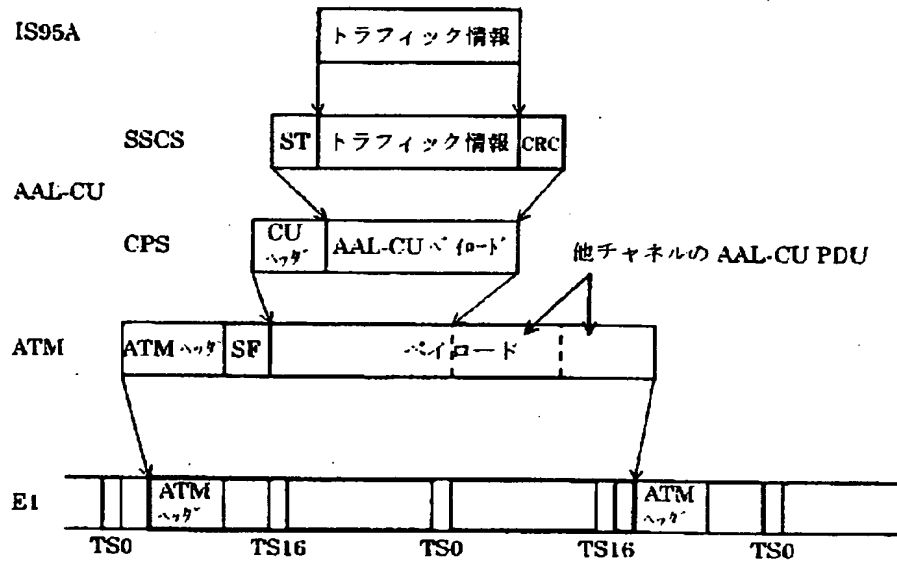 IS95A
トラフィック情報
SSCS
ST トラフィック情報 CRC
AAL-CU
CPS
CU
ヘッダ
AAL-CU ペイロード
他チャネルの AAL-CU PDU
ATM
ATM ヘッダ SF ペイロード
E1
ATM
ヘッダ
ATM
ヘッダ
TS0 TS16 TS0 TS16 TS0